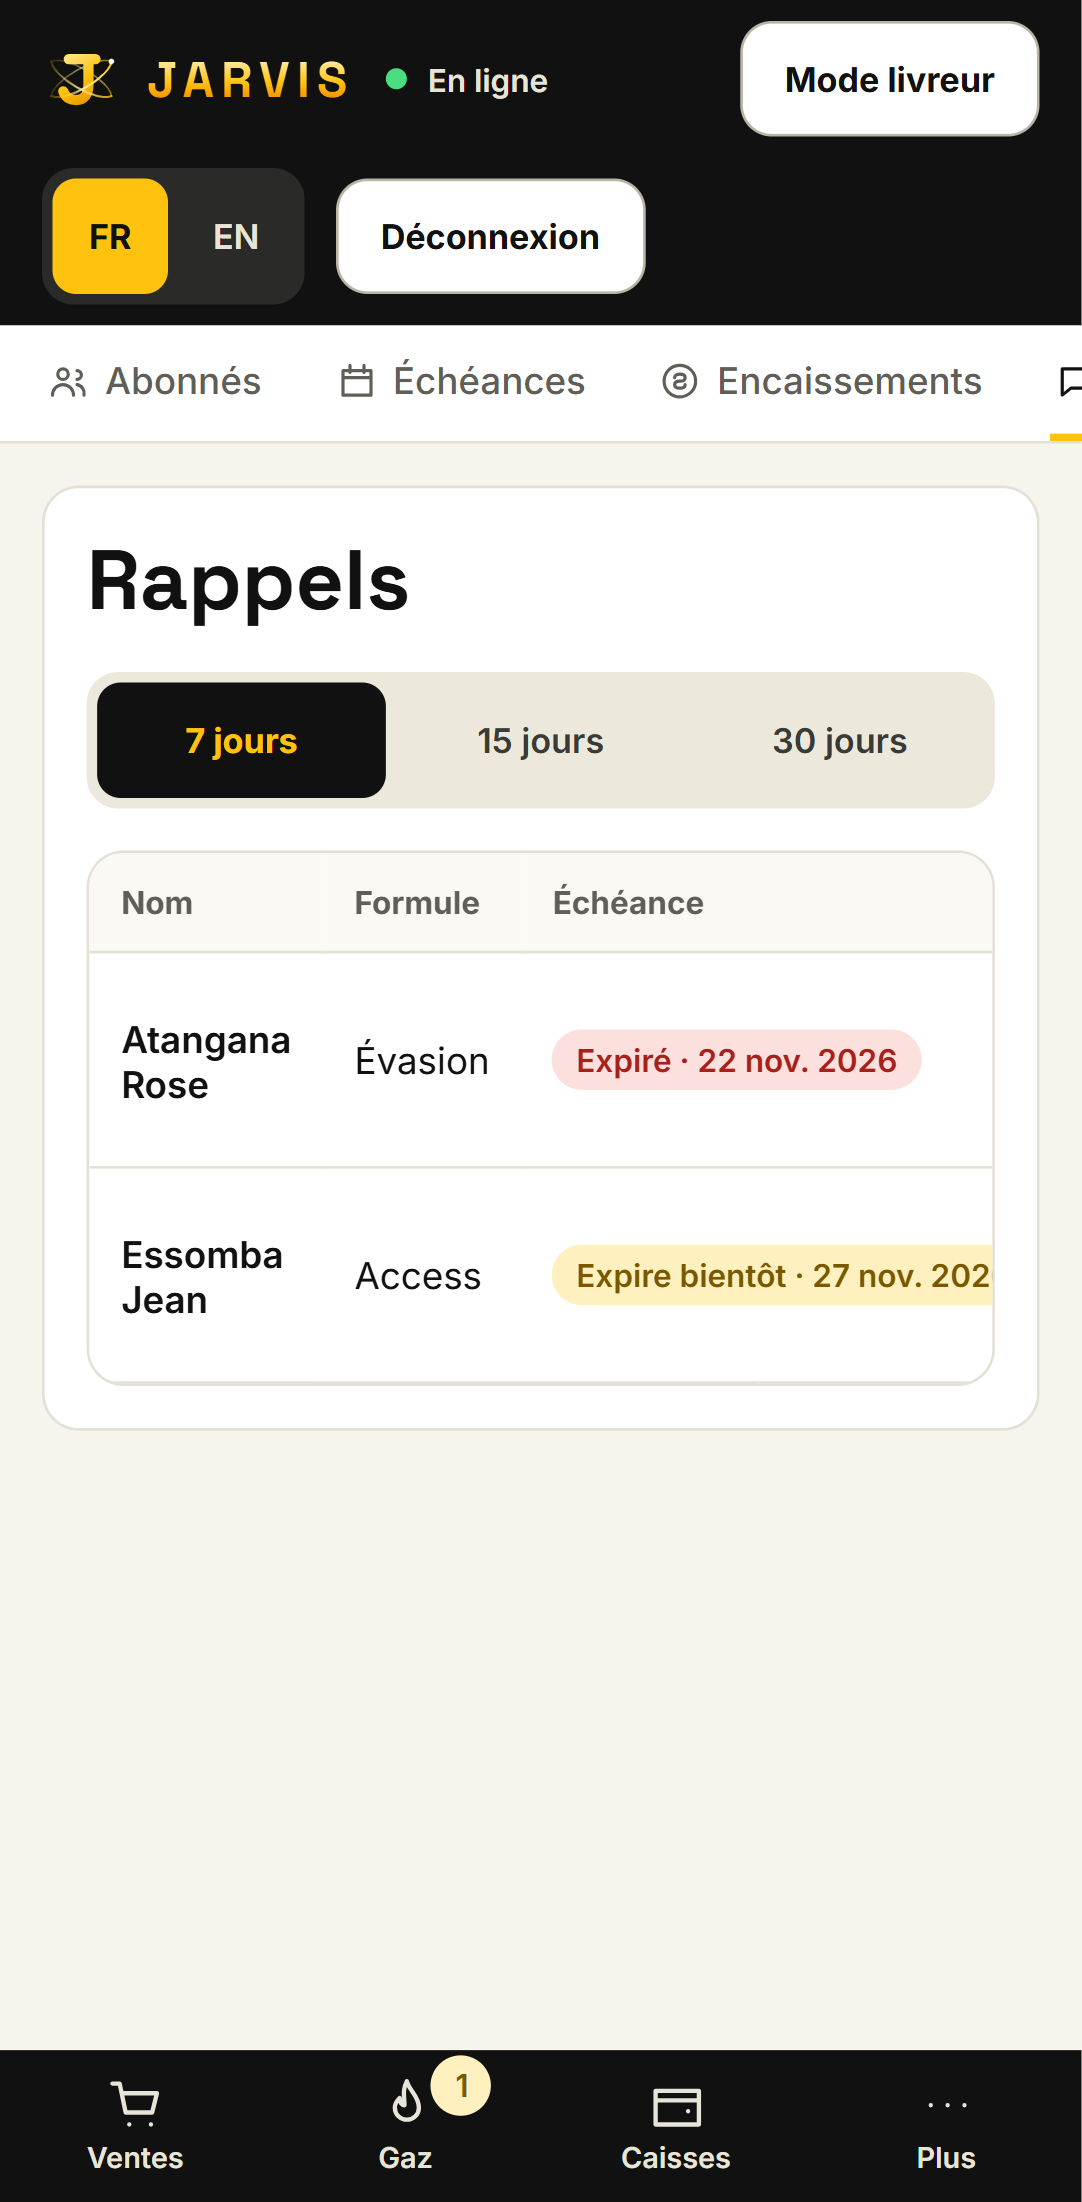 JARVIS
En ligne
Mode livreur
FR
EN
Déconnexion
Abonnés
Échéances
Encaissements
Rappels
7 jours
15 jours
30 jours
Nom
Formule
Échéance
Atangana
Rose
Évasion
Expiré · 22 nov. 2026
Essomba
Jean
Access
Expire bientôt · 27 nov. 202
1
Ventes
Gaz
Caisses
Plus